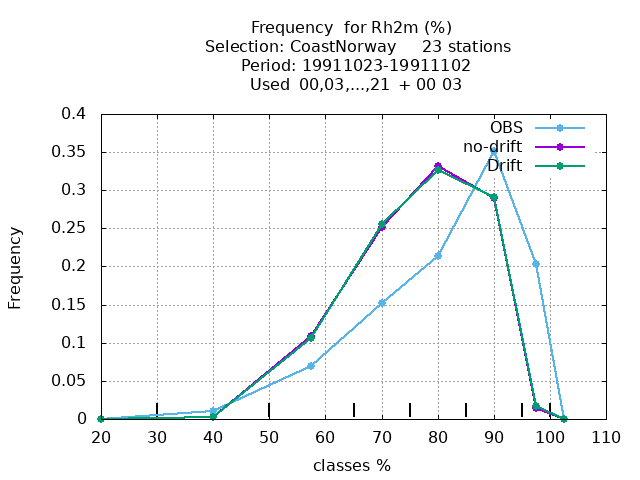 Frequency  for Rh2m (%)
Selection: CoastNorway     23 stations
Period: 19911023-19911102
Used  00,03,...,21  + 00 03
OBS
no-drift
Drift
0.4
0.35
0.3
0.25
0.2
0.15
0.1
0.05
0
Frequency
20 30 40 50 60 70 80 90 100 110
classes %